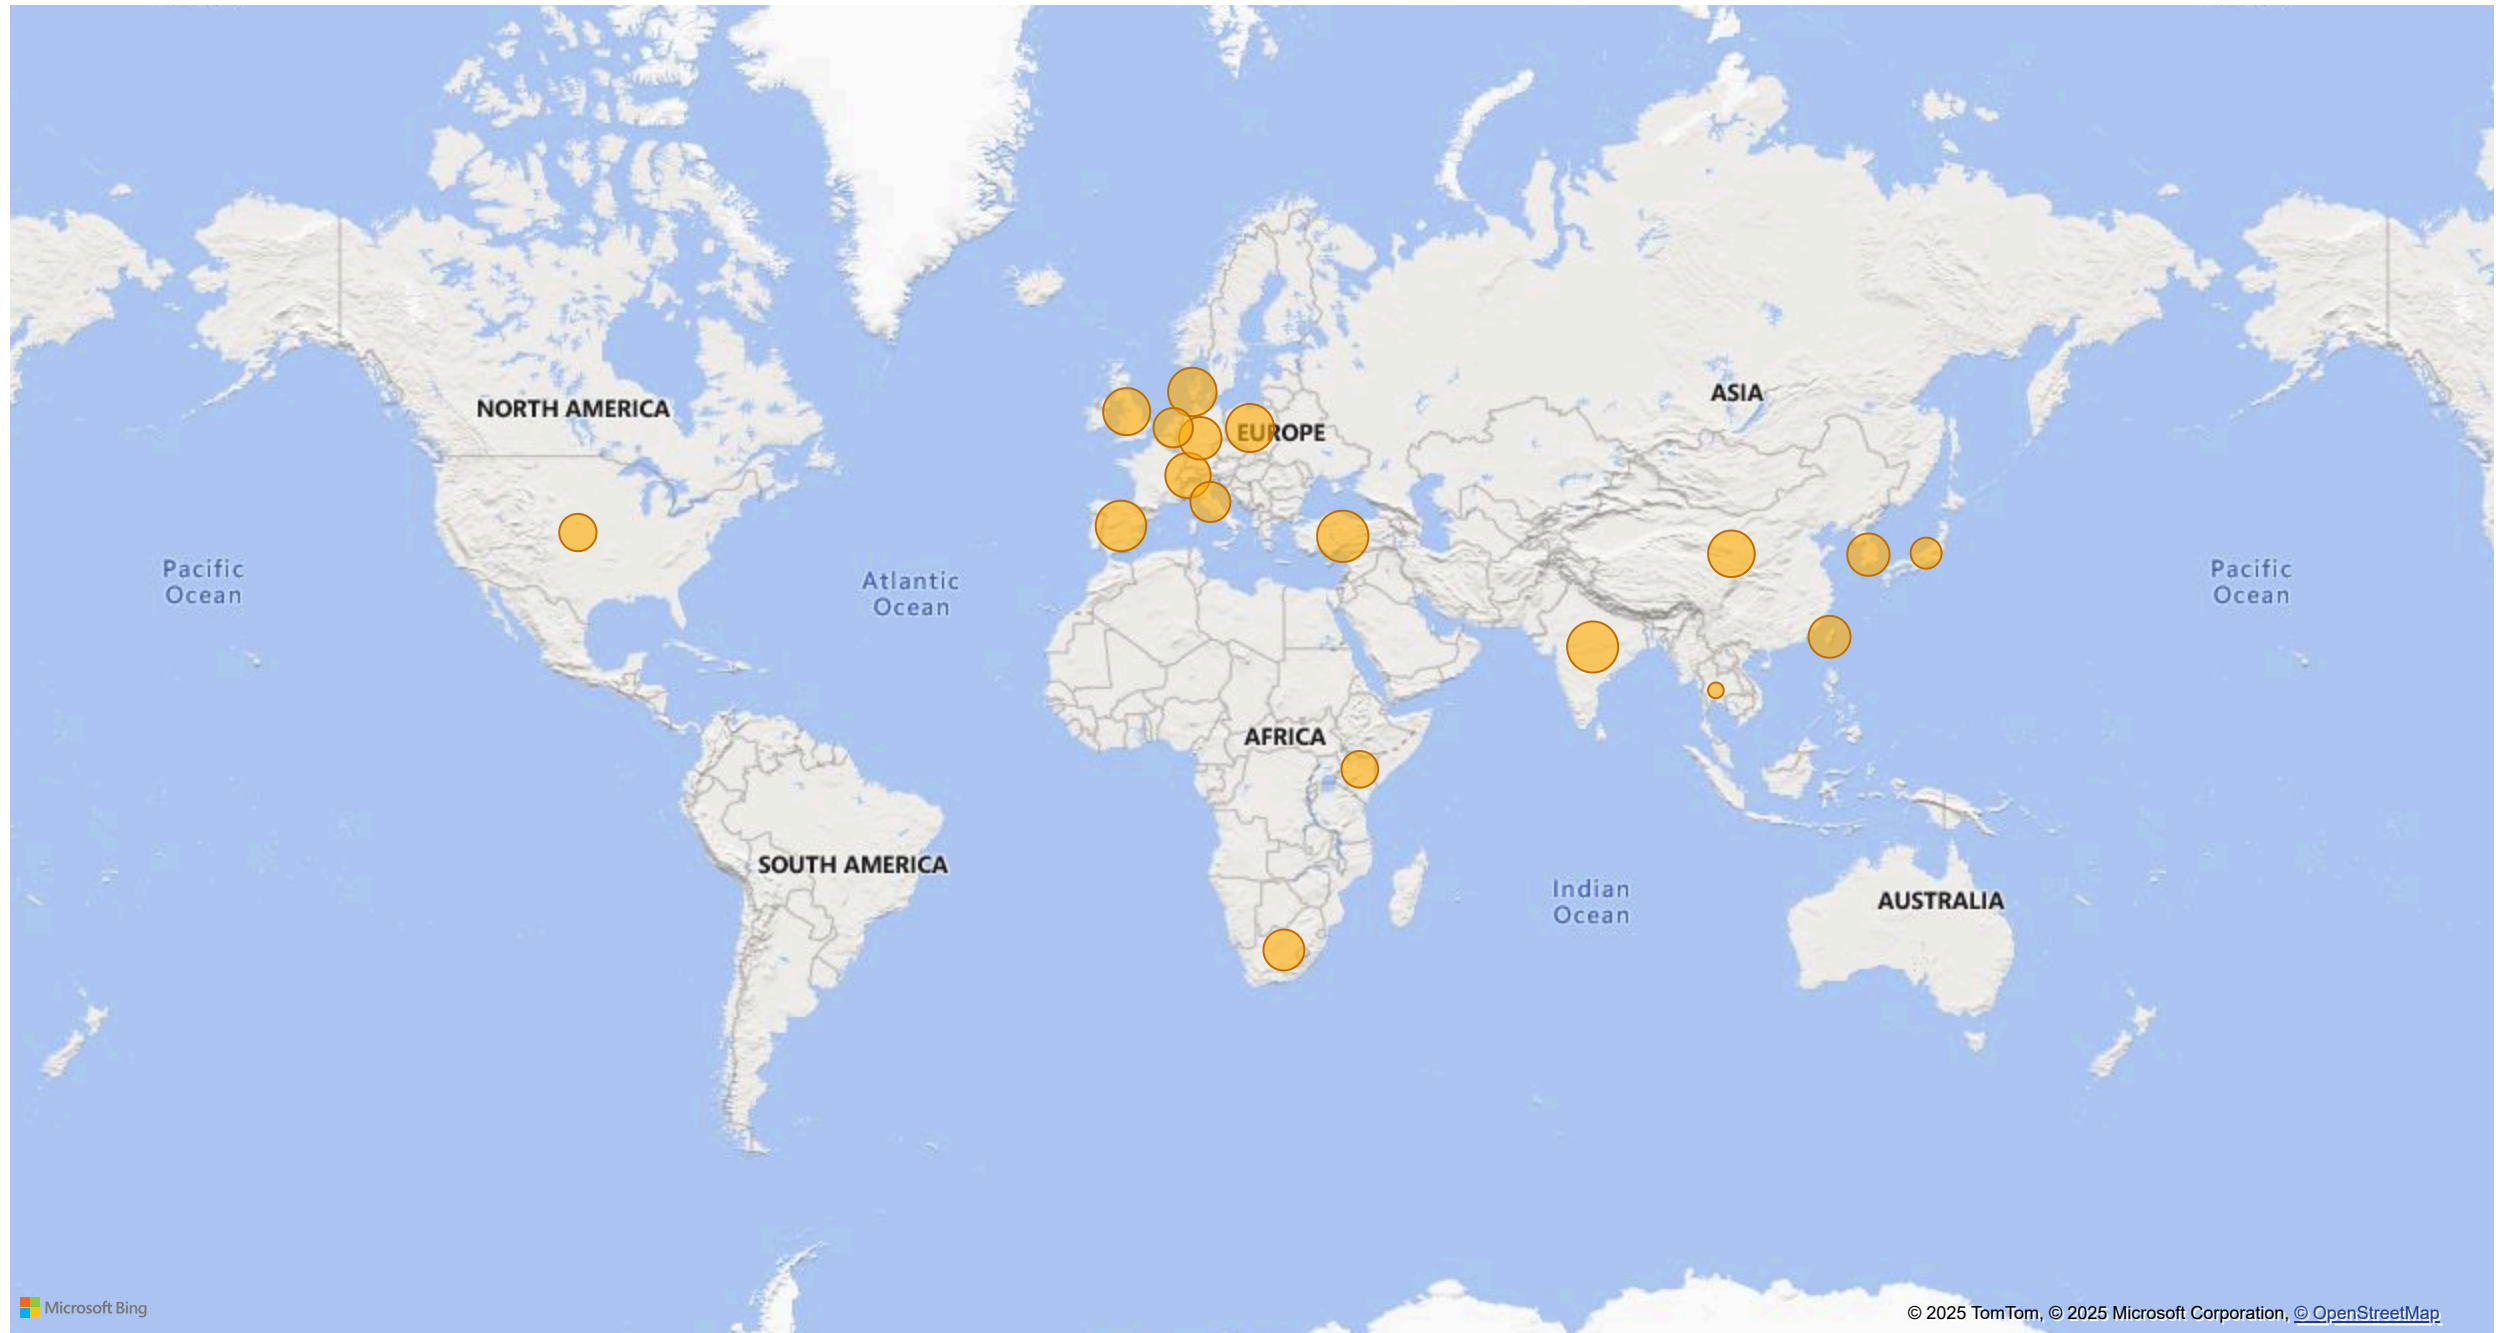 ASIA
NORTH AMERICA
EUROPE
Pacific
Ocean
Atlantic
Ocean
Pacific
Ocean
AFRICA
SOUTH AMERICA
Indian
Ocean
AUSTRALIA
Microsoft Bing
© 2025 TomTom, © 2025 Microsoft Corporation, © OpenStreetMap